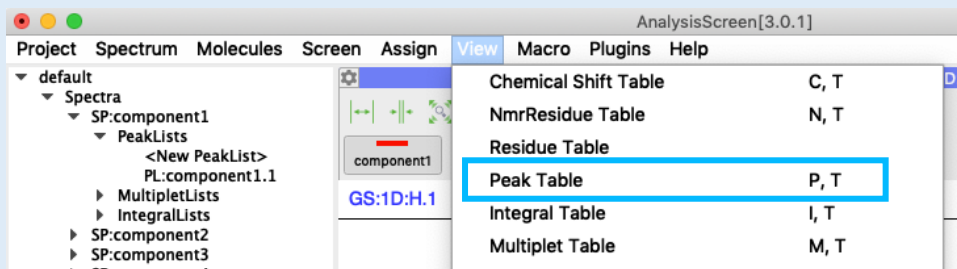 AnalysisScreen[3.0.1]
Project Spectrum Molecules Screen Assign View Macro Plugins Help
default
Spectra
SP:component1
PeakLists
<New PeakList>
PL:component1.1
MultipletLists
IntegralLists
SP:component2
SP:component3
component1
GS:1D:H.1
Chemical Shift Table C, T
NmrResidue Table N, T
Residue Table
Peak Table P, T
Integral Table I, T
Multiplet Table M, T
D